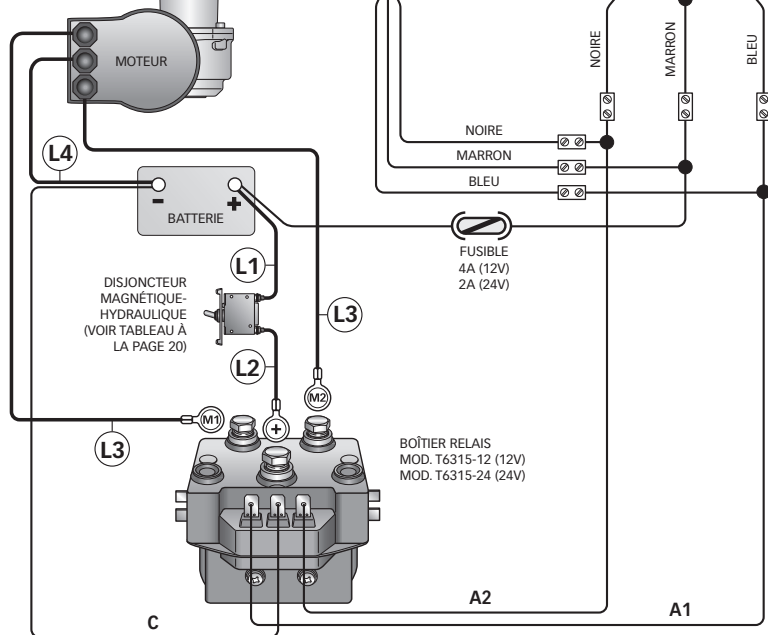 MOTEUR
NOIRE
MARRON
BLEU
NOIRE
MARRON
BLEU
L4
-
+
BATTERIE
FUSIBLE
4A (12V)
2A (24V)
L1
DISJONCTEUR
MAGNÉTIQUE-
HYDRAULIQUE
(VOIR TABLEAU À
LA PAGE 20)
L3
L2
M2
M1
+
L3
BOÎTIER RELAIS
MOD. T6315-12 (12V)
MOD. T6315-24 (24V)
A2
A1
C